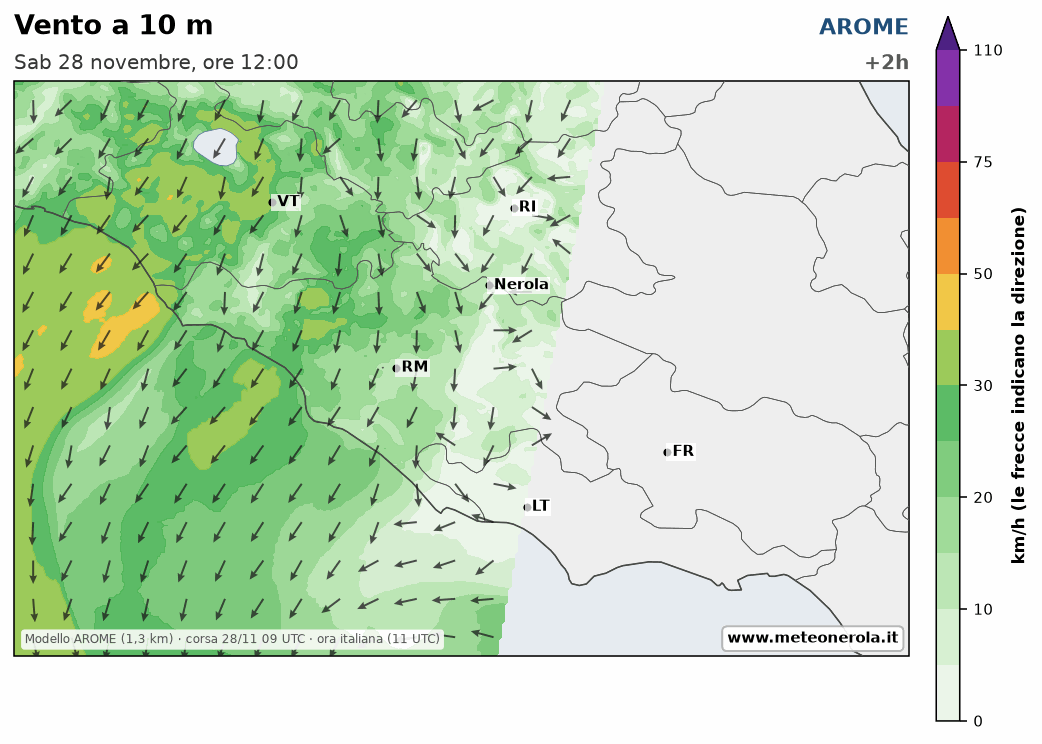 Vento a 10 m
AROME
Sab 28 novembre, ore 12:00
+2h
110
75
50
30
20
10
0
km/h (le frecce indicano la direzione)
VT
RI
Nerola
RM
FR
LT
Modello AROME (1,3 km) · corsa 28/11 09 UTC · ora italiana (11 UTC)
www.meteonerola.it